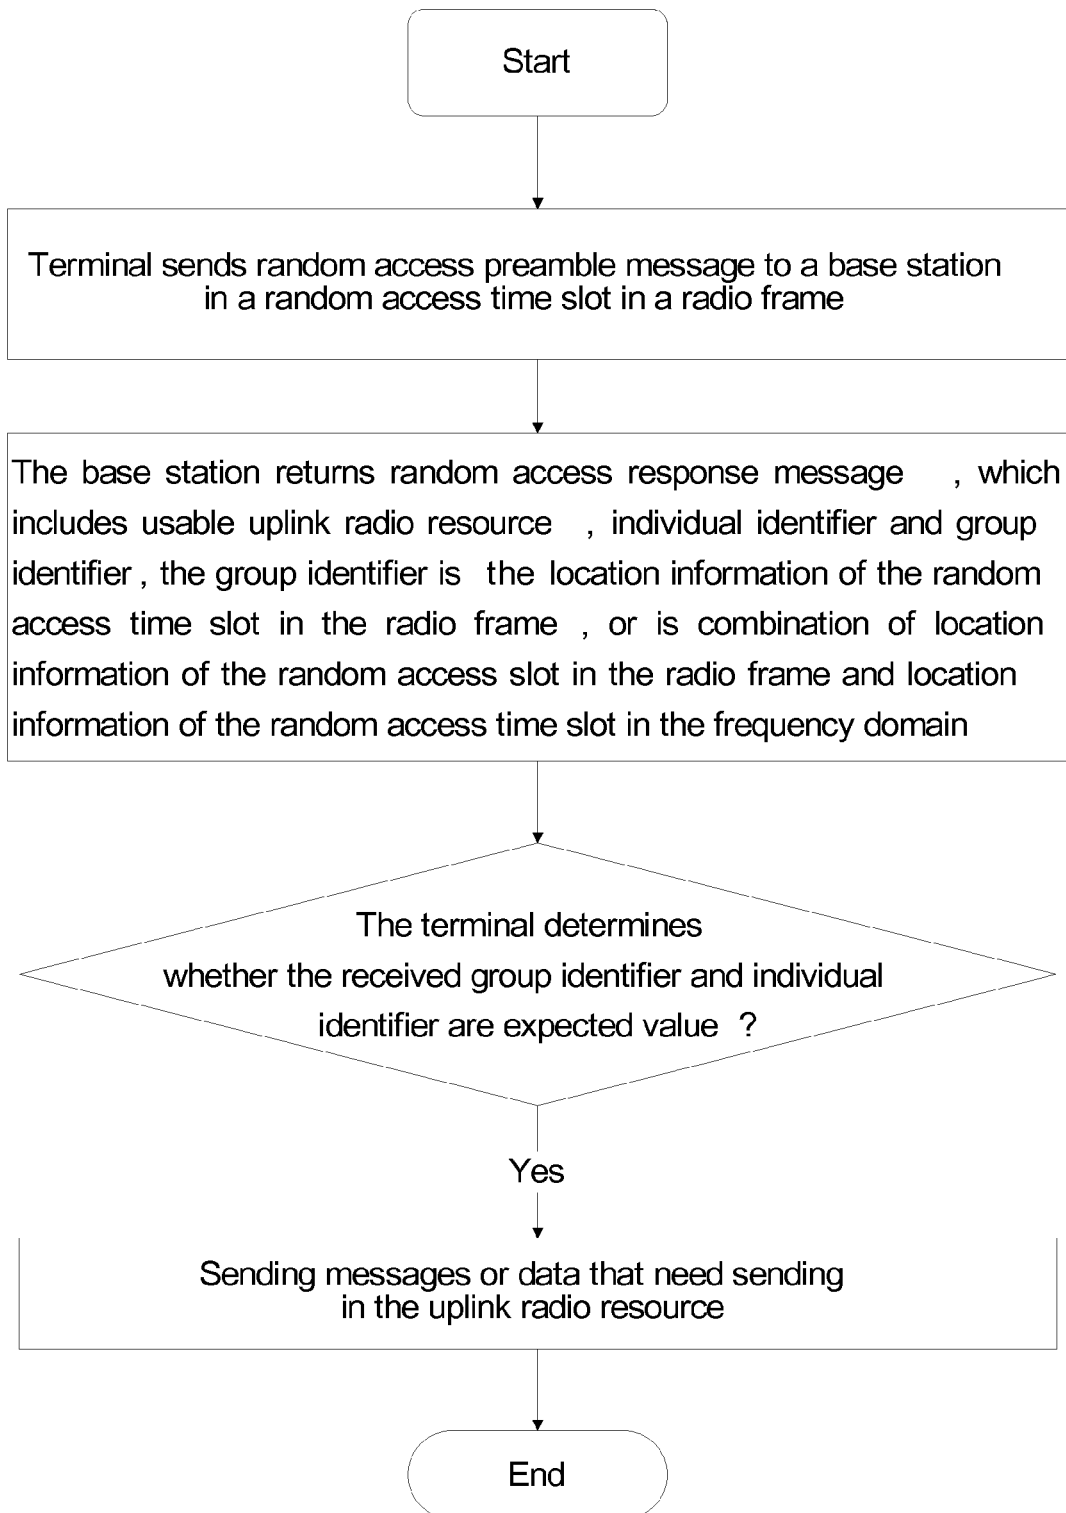 Start
Terminal sends random access preamble message to a base station
in a random access time slot in a radio frame
The base station returns random access response message , which
includes usable uplink radio resource , individual identifier and group
identifier , the group identifier is the location information of the random
access time slot in the radio frame , or is combination of location
information of the random access slot in the radio frame and location
information of the random access time slot in the frequency domain
The terminal determines
whether the received group identifier and individual
identifier are expected value ?
Yes
Sending messages or data that need sending
in the uplink radio resource
End